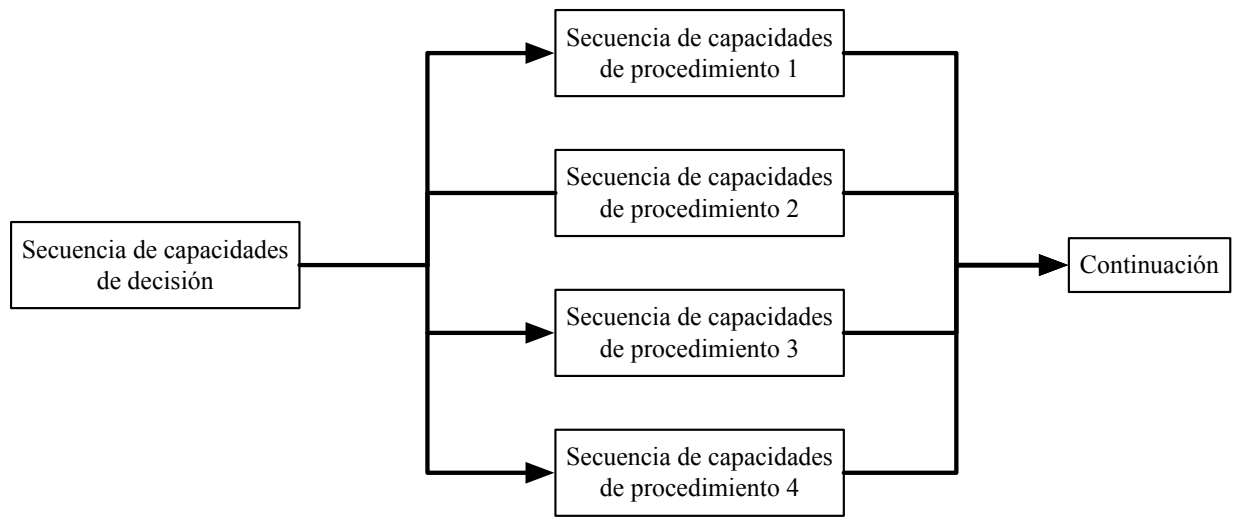 Secuencia de capacidades
de procedimiento 1
Secuencia de capacidades
de procedimiento 2
Secuencia de capacidades
de decisión
Continuación
Secuencia de capacidades
de procedimiento 3
Secuencia de capacidades
de procedimiento 4